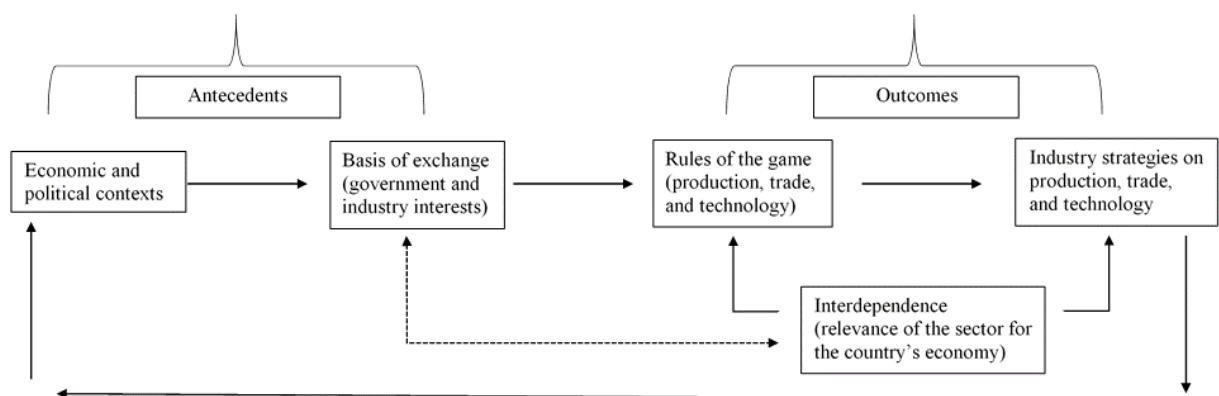 Antecedents
Outcomes
Economic and
political contexts
Basis of exchange
(government and
industry interests)
Rules of the game
(production, trade,
and technology)
Industry strategies on
production, trade,
and technology
Interdependence
(relevance of the sector for
the country's economy)